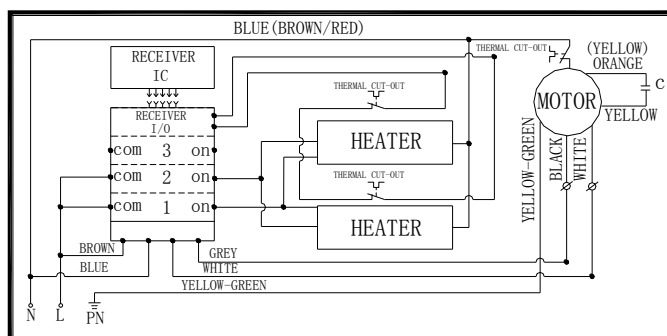 BLUE(BROWN/RED)
RECEIVER
IC
RECEIVER
I/O
com 3 on
com 2 on
com 1 on
THERMAL CUT-OUT
HEATER
THERMAL CUT-OUT
HEATER
THERMAL CUT-OUT
(YELLOW)
ORANGE
MOTOR
C
YELLOW
YELLOW-GREEN
BLACK
WHITE
BROWN
BLUE
GREY
WHITE
YELLOW-GREEN
N L PN